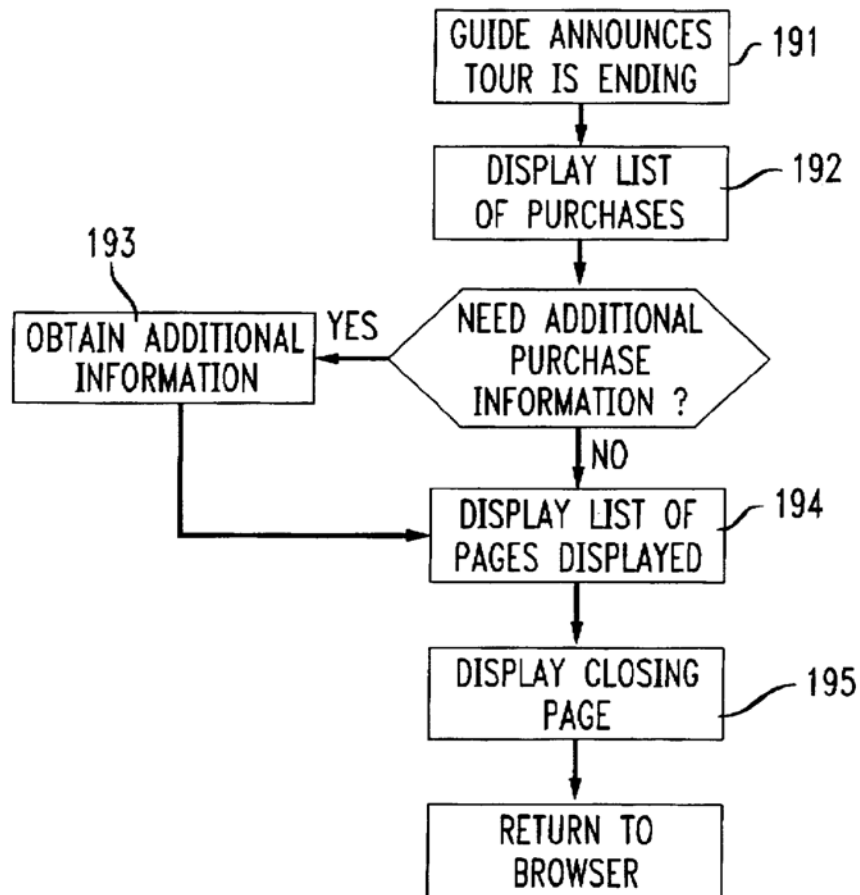 GUIDE ANNOUNCES
TOUR IS ENDING
191
DISPLAY LIST
OF PURCHASES
192
NEED ADDITIONAL
PURCHASE
INFORMATION ?
YES
193
OBTAIN ADDITIONAL
INFORMATION
NO
DISPLAY LIST OF
PAGES DISPLAYED
194
DISPLAY CLOSING
PAGE
195
RETURN TO
BROWSER